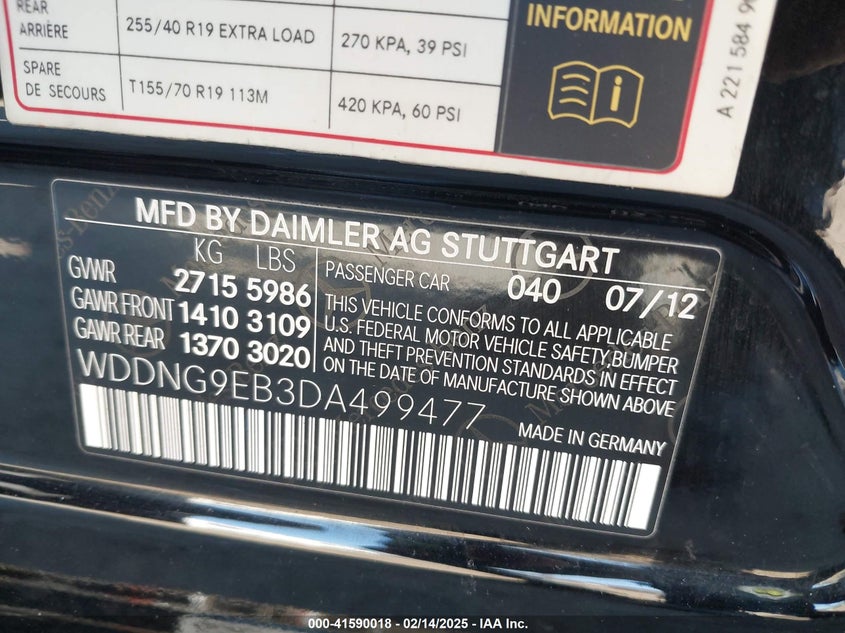 REAR
ARRIÈRE
255/40 R19 EXTRA LOAD
270 KPA, 39 PSI
SPARE
DE SECOURS
T155/70 R19 113M
420 KPA, 60 PSI
INFORMATION
A 221 584
MFD BY DAIMLER AG STUTTGART
KG LBS
GVWR 2715 5986
GAWR FRONT 1410 3109
GAWR REAR 1370 3020
PASSENGER CAR 040 07/12
THIS VEHICLE CONFORMS TO ALL APPLICABLE
U.S. FEDERAL MOTOR VEHICLE SAFETY,BUMPER
AND THEFT PREVENTION STANDARDS IN EFFECT
ON THE DATE OF MANUFACTURE SHOWN ABOVE
WDDNG9EB3DA499477
MADE IN GERMANY
000-41590018 - 02/14/2025 - IAA Inc.